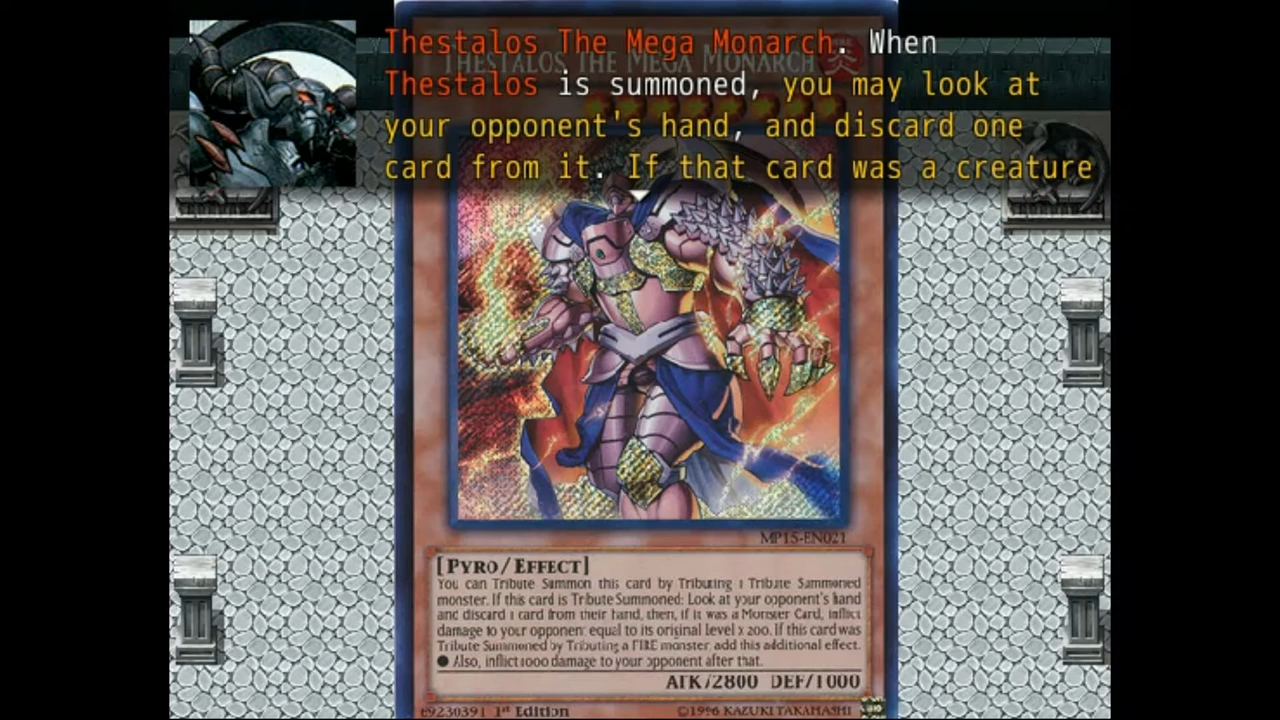 Thestalos The Mega Monarch. When
Thestalos is summoned, you may look at
your opponent's hand, and discard one
card from it. If that card was a creature
THESTALOS THE MEGA MONARCH
MP15-EN021
[PYRO/EFFECT]
You can Tribute Summon this card by Tributing 1 Tribute Summoned
monster. If this card is Tribute Summoned: Look at your opponent's hand
and discard 1 card from their hand, then, if it was a Monster Card, inflict
damage to your opponent equal to its original level x 200. If this card was
Tribute Summoned by Tributing a FIRE monster, add this additional effect.
● Also, inflict 1000 damage to your opponent after that.
ATK/2800 DEF/1000
69230391 1st Edition ©1996 KAZUKI TAKAHASHI